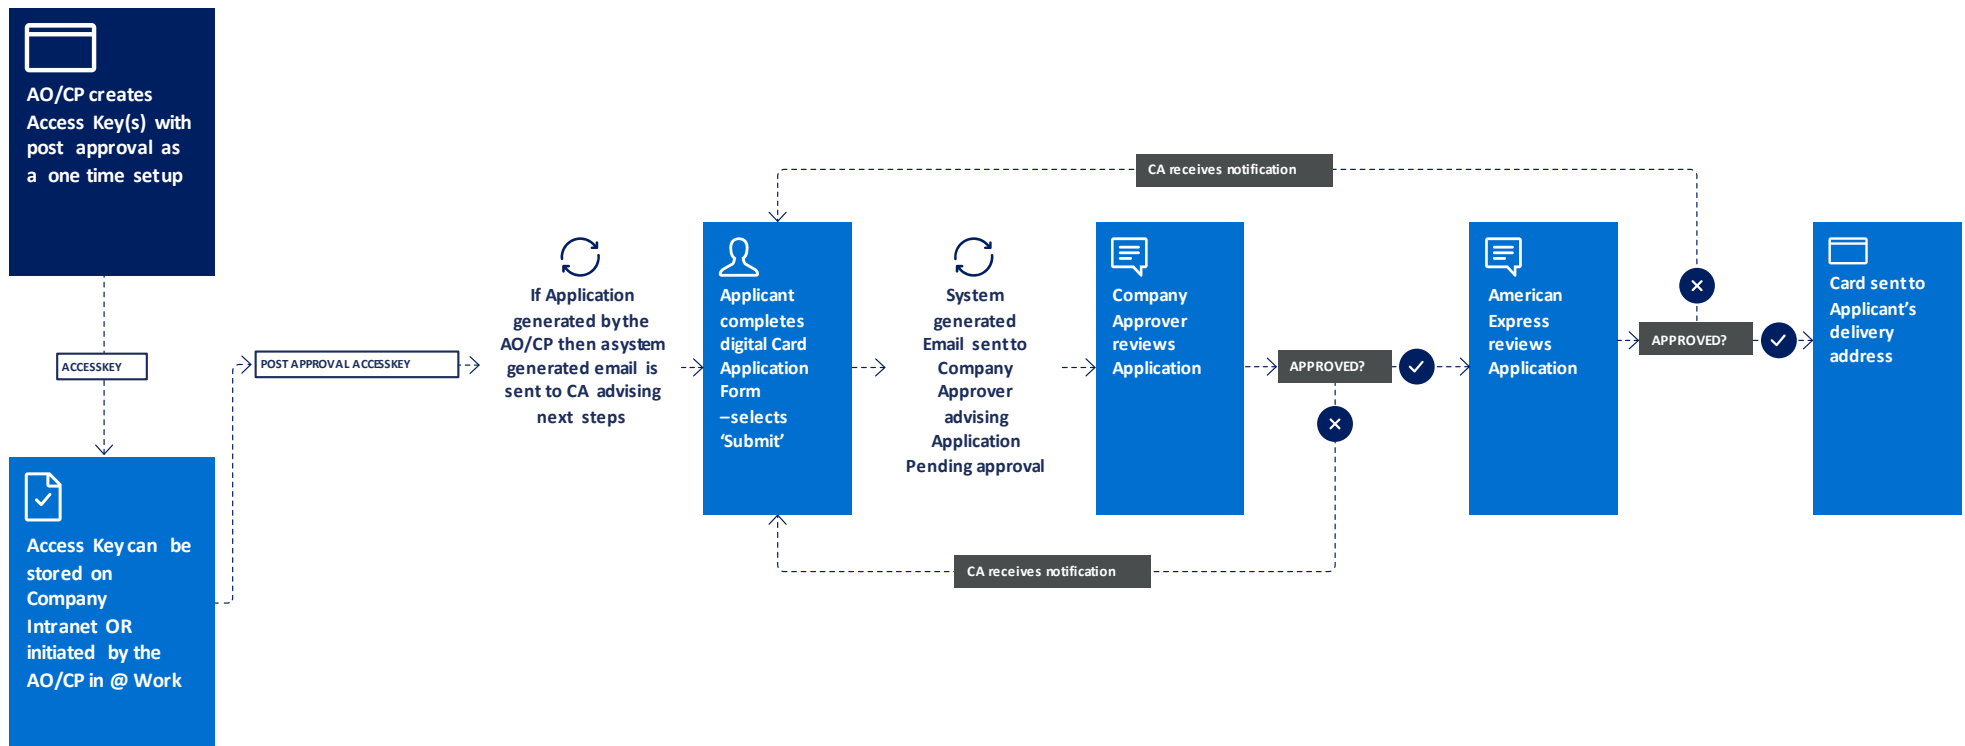 AO/CP creates
Access Key(s) with
post approval as
a one time setup
ACCESSKEY
Access Key can be
stored on
Company
Intranet OR
initiated by the
AO/CP in @ Work
POST APPROVAL ACCESSKEY
If Application
generated by the
AO/CP then a system
generated email is
sent to CA advising
next steps
Applicant
completes
digital Card
Application
Form
–selects
‘Submit’
System
generated
Email sent to
Company
Approver
advising
Application
Pending approval
Company
Approver
reviews
Application
APPROVED?
CA receives notification
CA receives notification
American
Express
reviews
Application
APPROVED?
Card sent to
Applicant’s
delivery
address